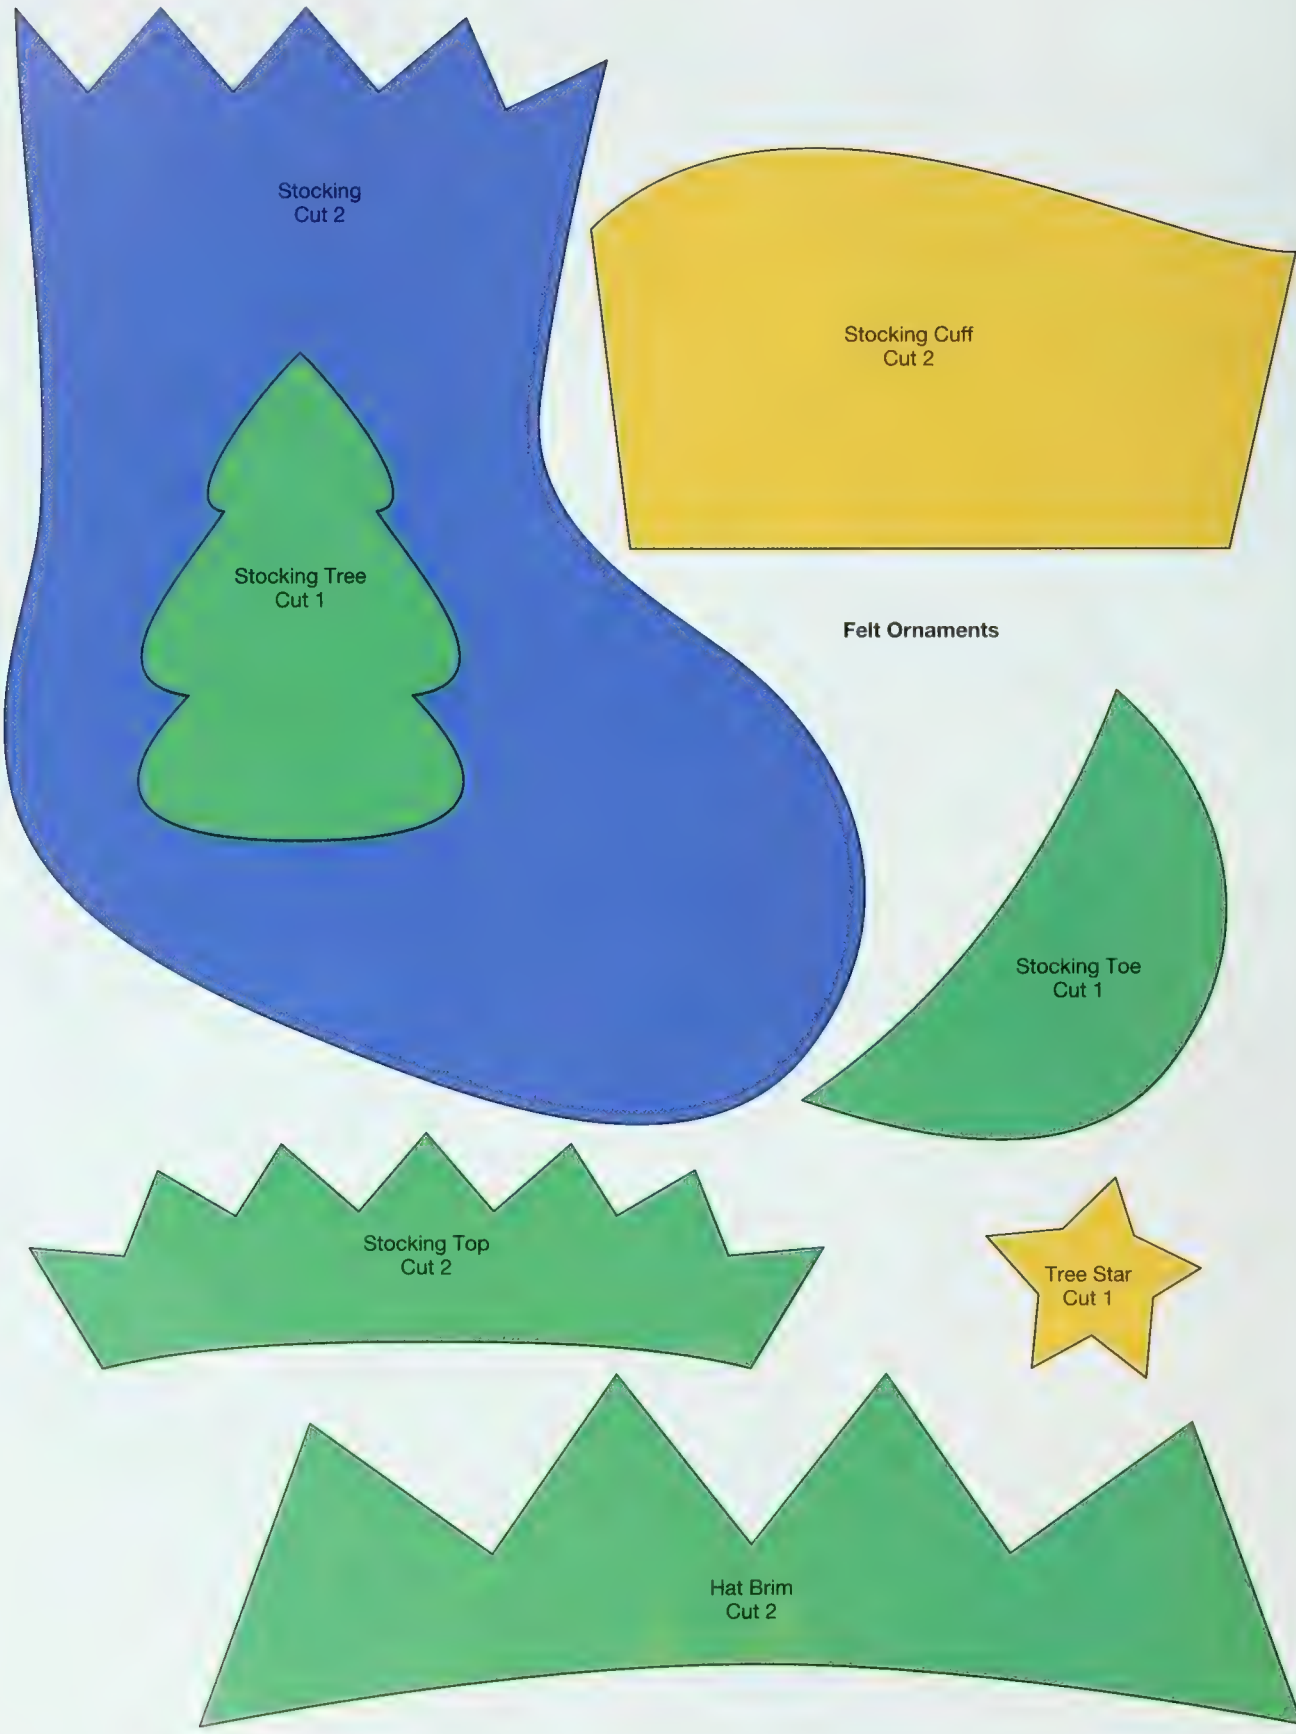 Stocking
Cut 2
Stocking Cuff
Cut 2
Stocking Tree
Cut 1
Felt Ornaments
Stocking Toe
Cut 1
Stocking Top
Cut 2
Tree Star
Cut 1
Hat Brim
Cut 2